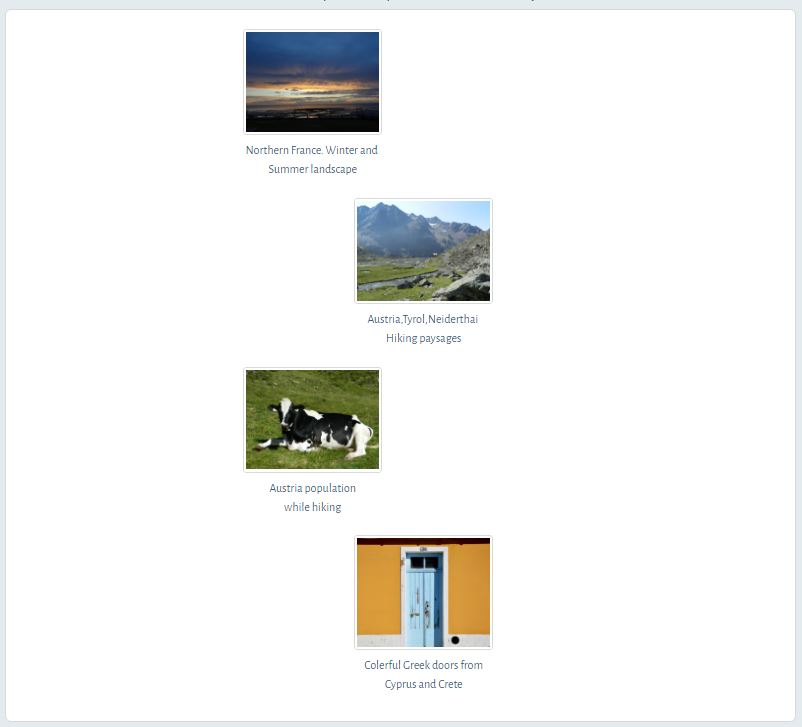 Northern France. Winter and
Summer landscape
Austria,Tyrol,Neiderthai
Hiking paysages
Austria population
while hiking
Colerful Greek doors from
Cyprus and Crete